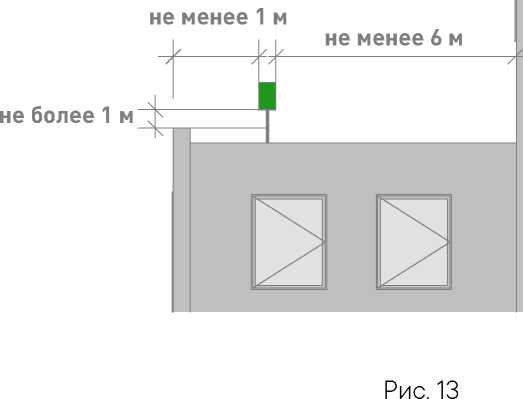 не менее 1 м
не менее 6 м
не более 1 м
Рис. 13